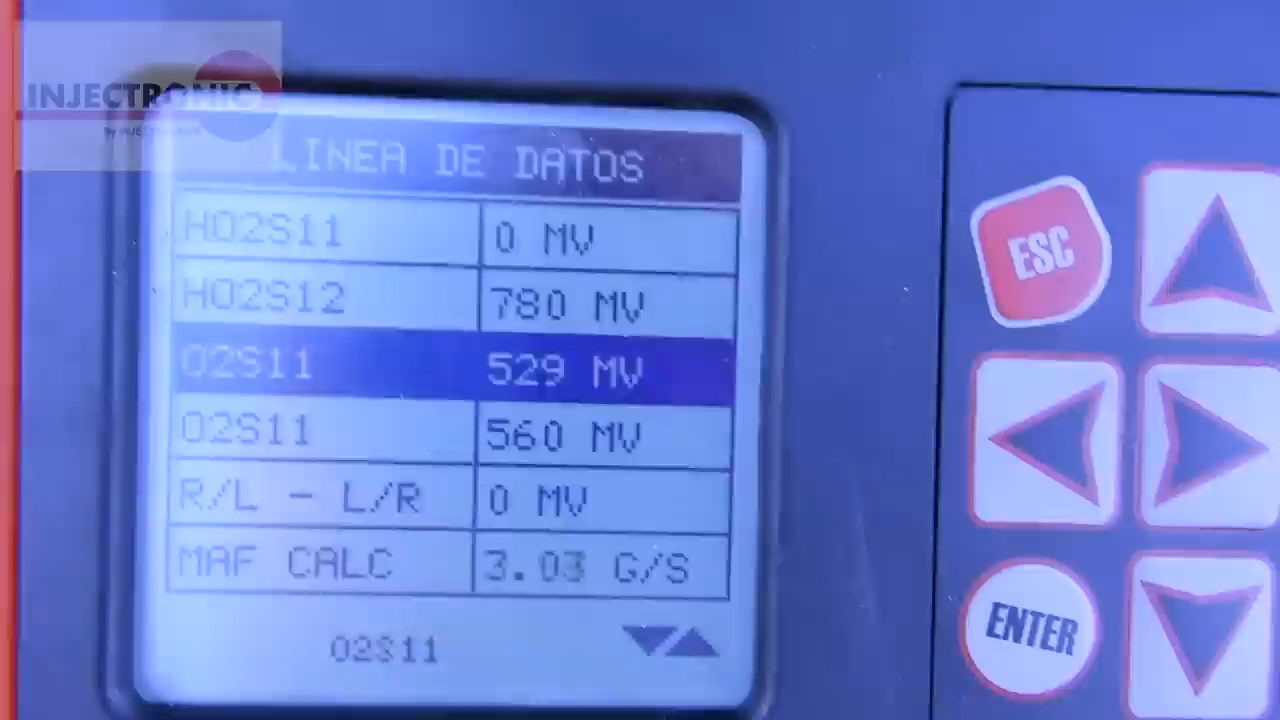 INJECTRONIC
LINEA DE DATOS
HO2S11 0 MV
HO2S12 780 MV
O2S11 529 MV
O2S11 560 MV
R/L - L/R 0 MV
MAF CALC 3.03 G/S
O2S11
ESC
ENTER